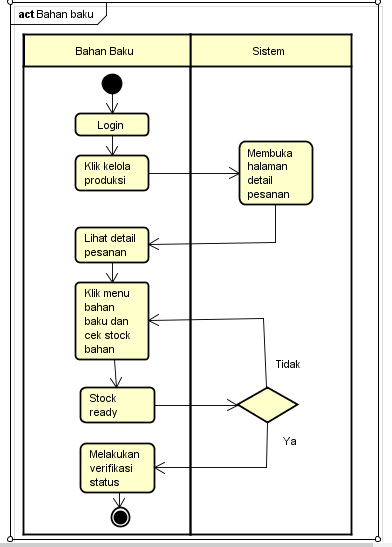 act Bahan baku
Bahan Baku
Sistem
Login
Klik kelola
produksi
Membuka
halaman
detail
pesanan
Lihat detail
pesanan
Klik menu
bahan
baku dan
cek stock
bahan
Tidak
Stock
ready
Ya
Melakukan
verifikasi
status